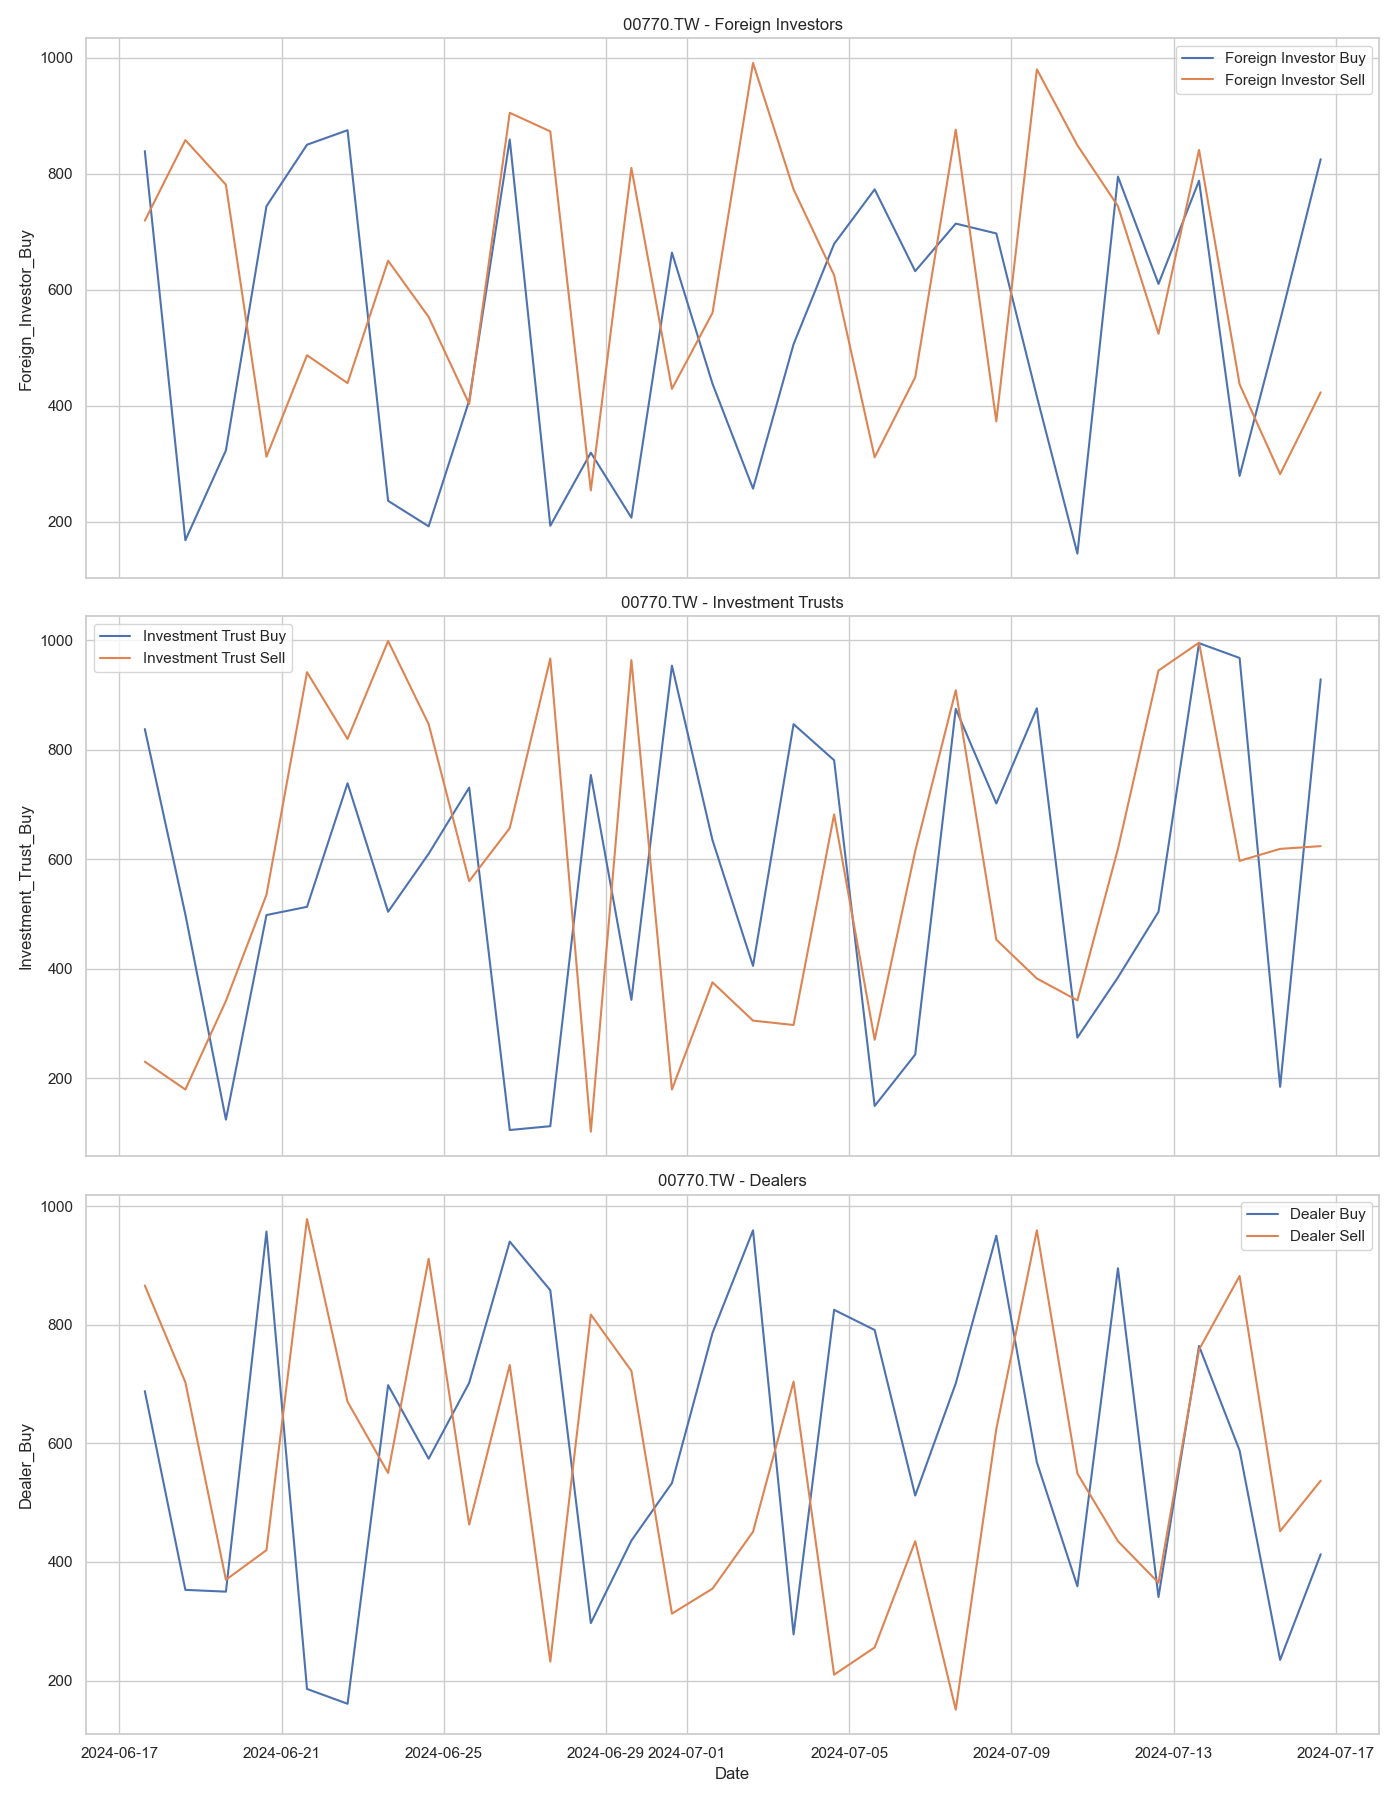 00770.TW - Foreign Investors
Foreign Investor Buy
Foreign Investor Sell
Foreign_Investor_Buy
1000
800
600
400
200
00770.TW - Investment Trusts
Investment Trust Buy
Investment Trust Sell
Investment_Trust_Buy
1000
800
600
400
200
00770.TW - Dealers
Dealer Buy
Dealer Sell
Dealer_Buy
1000
800
600
400
200
2024-06-17 2024-06-21 2024-06-25 2024-06-29 2024-07-01 2024-07-05 2024-07-09 2024-07-13 2024-07-17
Date